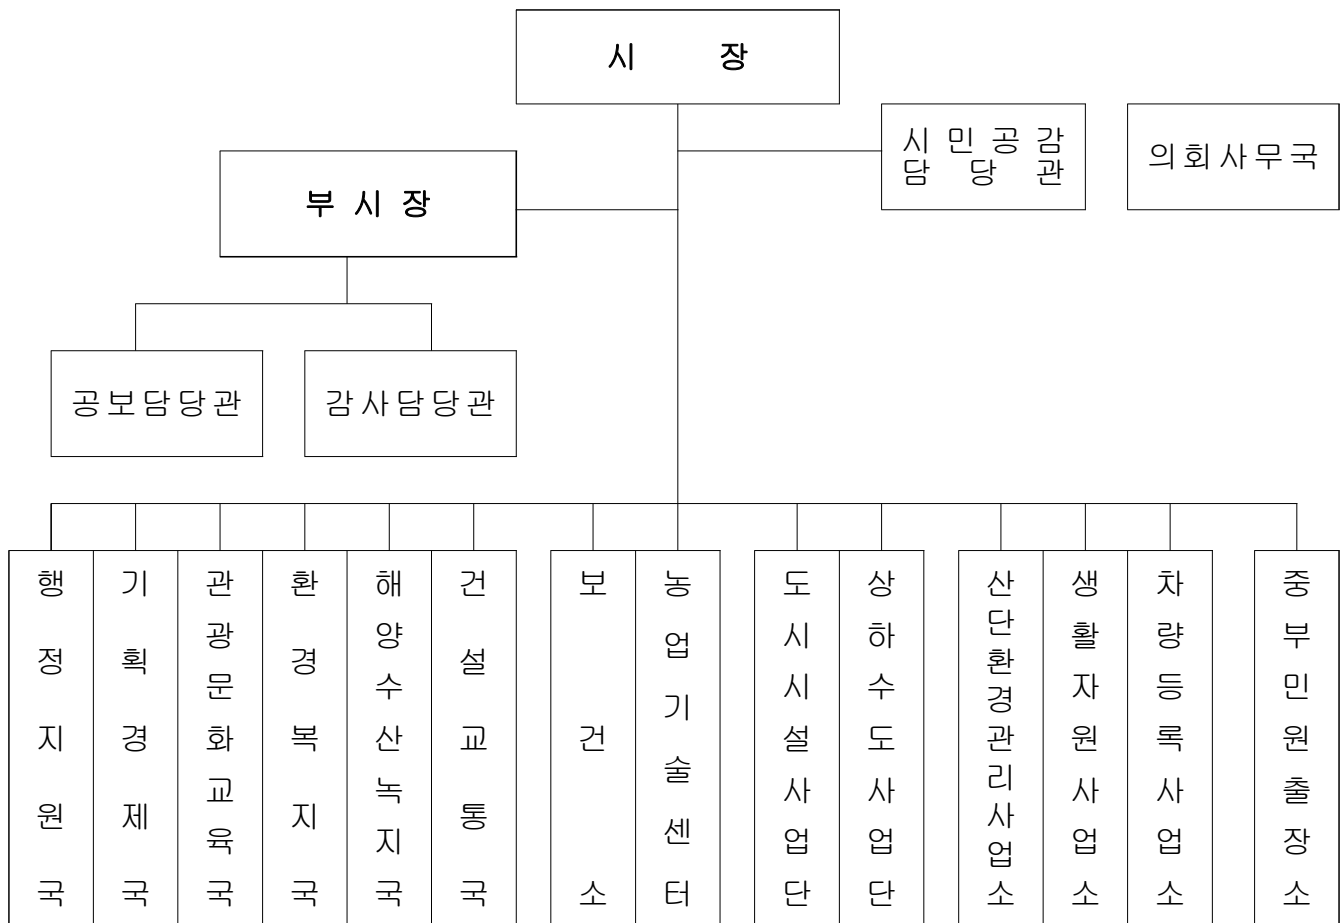 시 장
시 민 공 감
담 당 관
의회사무국
부 시 장
공보담당관
감사담당관
행정지원국
기획경제국
관광문화교육국
환경복지국
해양수산녹지국
건설교통국
보건소
농업기술센터
도시시설사업단
상하수도사업단
산단환경관리사업소
생활자원사업소
차량등록사업소
중부민원출장소